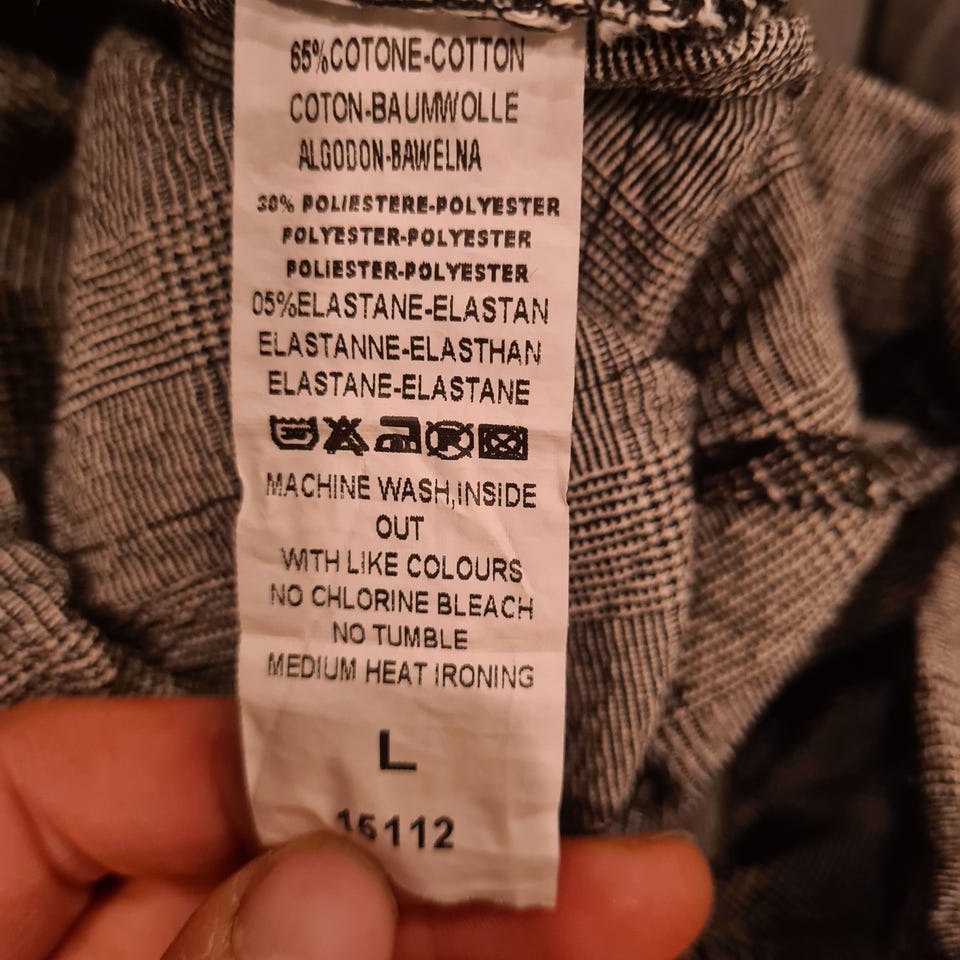 65%COTONE-COTTON
COTON-BAUMWOLLE
ALGODON-BAWELNA
30% POLIESTERE-POLYESTER
POLYESTER-POLYESTER
POLIESTER-POLYESTER
05%ELASTANE-ELASTAN
ELASTANNE-ELASTHAN
ELASTANE-ELASTANE
MACHINE WASH,INSIDE
OUT
WITH LIKE COLOURS
NO CHLORINE BLEACH
NO TUMBLE
MEDIUM HEAT IRONING
L
15112